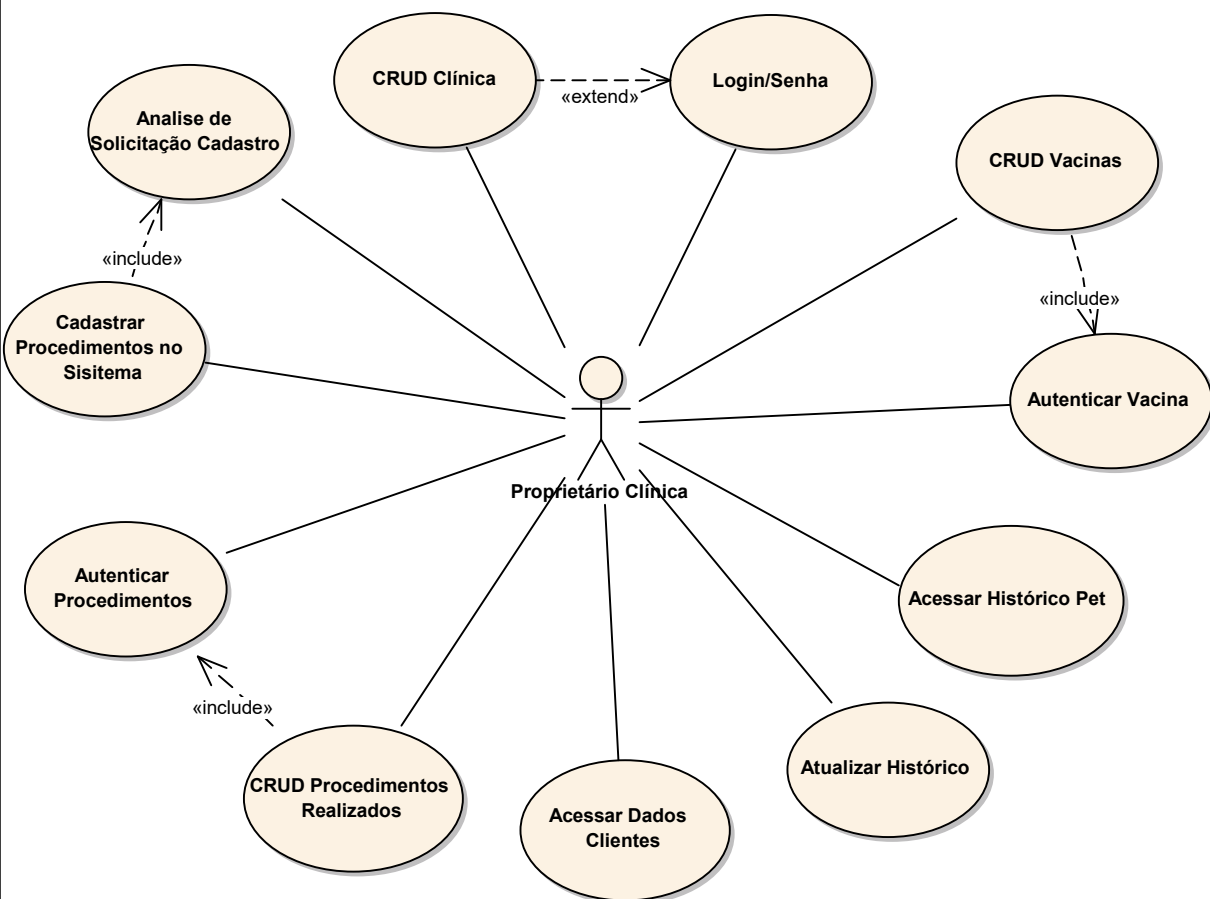 CRUD Clínica
«extend»
Login/Senha
Analise de
Solicitação Cadastro
CRUD Vacinas
«include»
«include»
Cadastrar
Procedimentos no
Sisitema
Autenticar Vacina
Proprietário Clínica
Autenticar
Procedimentos
Acessar Histórico Pet
«include»
CRUD Procedimentos
Realizados
Acessar Dados
Clientes
Atualizar Histórico